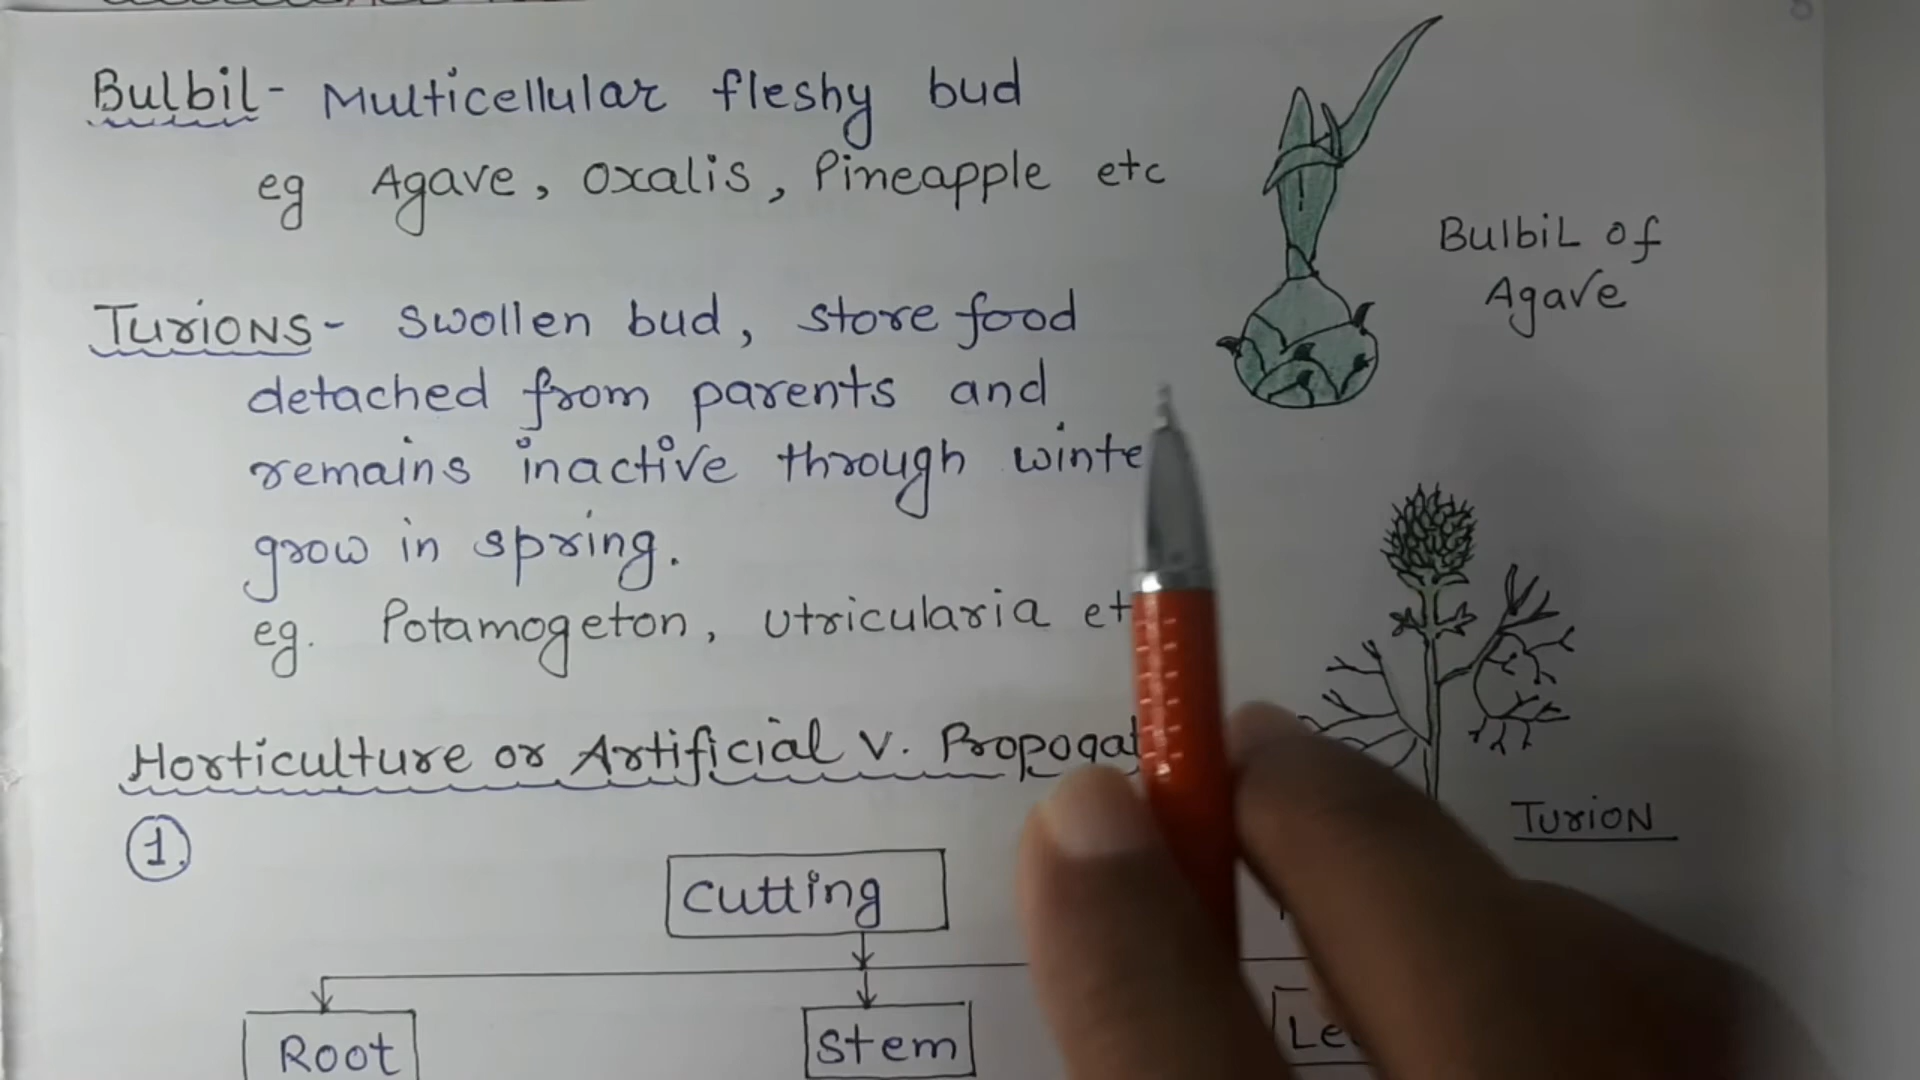 Bulbil- Multicellular fleshy bud
eg Agave, Oxalis, Pineapple etc
Bulbil of
Agave
Turions- Swollen bud, store food
detached from parents and
remains inactive through winte
grow in spring.
eg. Potamogeton, Utricularia et
Horticulture or Artificial V. Propogat
Turion
1.
Cutting
Root
Stem